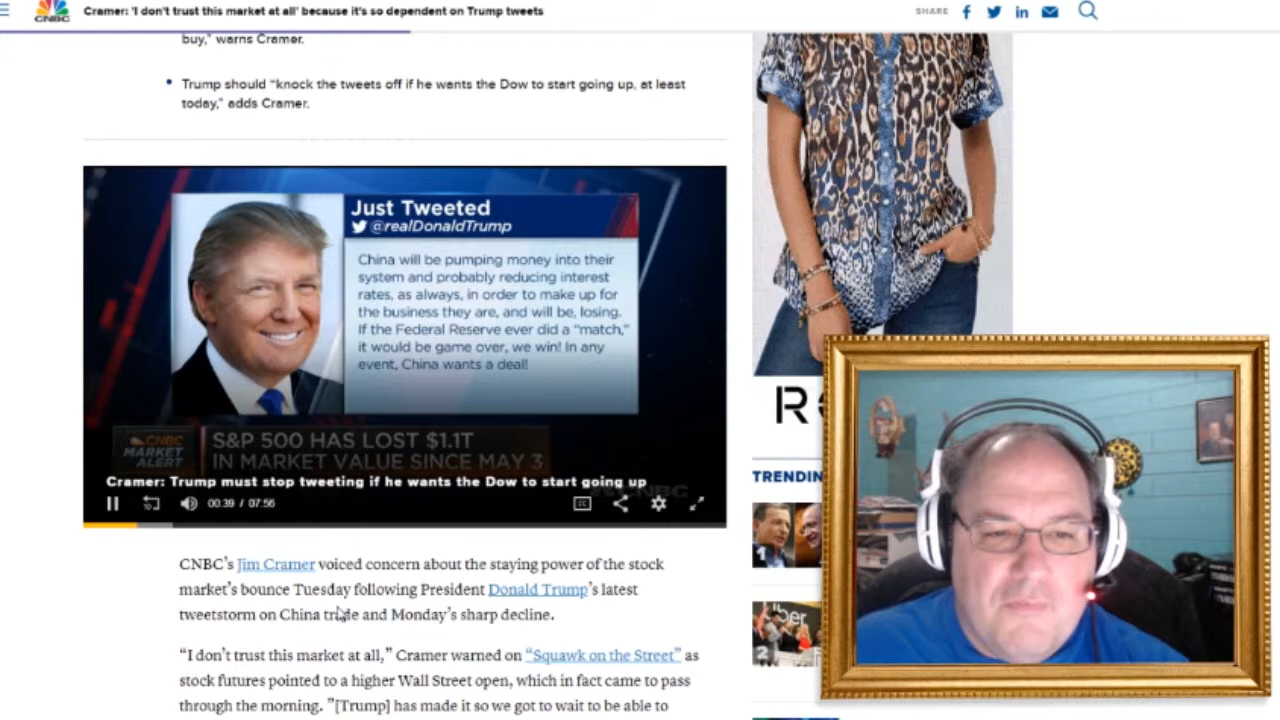 CNBC
Cramer: 'I don't trust this market at all' because it's so dependent on Trump tweets
SHARE
buy," warns Cramer.
• Trump should "knock the tweets off if he wants the Dow to start going up, at least
today," adds Cramer.
Just Tweeted
@realDonaldTrump
China will be pumping money into their
system and probably reducing interest
rates, as always, in order to make up for
the business they are, and will be, losing.
If the Federal Reserve ever did a "match,"
it would be game over, we win! In any
event, China wants a deal!
CNBC
MARKET
ALERT
S&P 500 HAS LOST $1.1T
IN MARKET VALUE SINCE MAY 3
Cramer: Trump must stop tweeting if he wants the Dow to start going up
CNBC
10
00:39 / 07:56
CC
CNBC's Jim Cramer voiced concern about the staying power of the stock
market's bounce Tuesday following President Donald Trump's latest
tweetstorm on China trade and Monday's sharp decline.
"I don't trust this market at all," Cramer warned on "Squawk on the Street" as
stock futures pointed to a higher Wall Street open, which in fact came to pass
through the morning. "[Trump] has made it so we got to wait to be able to
R
TRENDIN
1
Uber
2